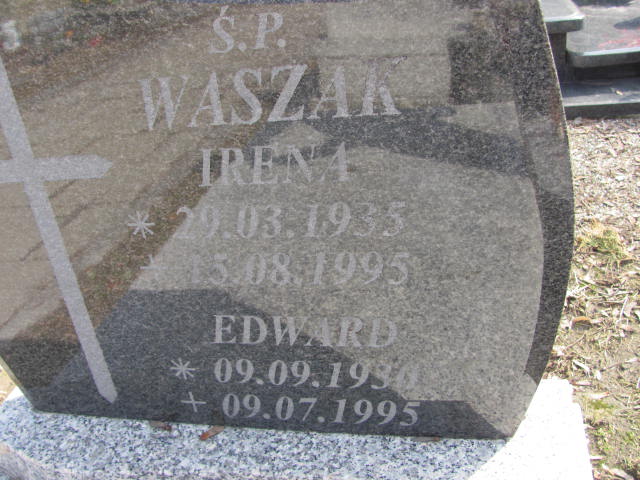 Ś.P.
WASZAK
IRENA
* 29.03.1935
+ 15.08.1995
EDWARD
* 09.09.1930
+ 09.07.1995